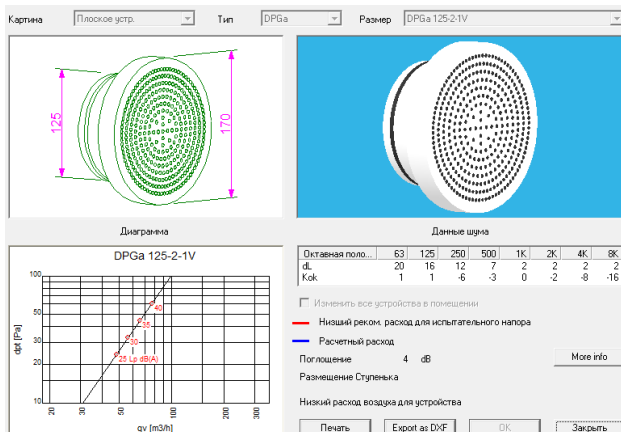 Картина Плоское устр. Тип DPGa Размер DPGa 125-2-1V
125
170
Диаграмма
Данные шума
DPGa 125-2-1V
dpt [Pa]
100
50
30
20
10
40
35
30
25 Lp dB(A)
20 30 50 100 200 300
qv [m3/h]
Октавная поло... 63 125 250 500 1K 2K 4K 8K
dL 20 16 12 7 2 2 2 2
Kok 1 1 -6 -3 0 -2 -8 -16
Изменить все устройства в помещении
Низший реком. расход для испытательного напора
Расчетный расход
Поглощение 4 dB More info
Размещение Ступенька
Низкий расход воздуха для устройства
Печать Export as DXF OK Закрыть